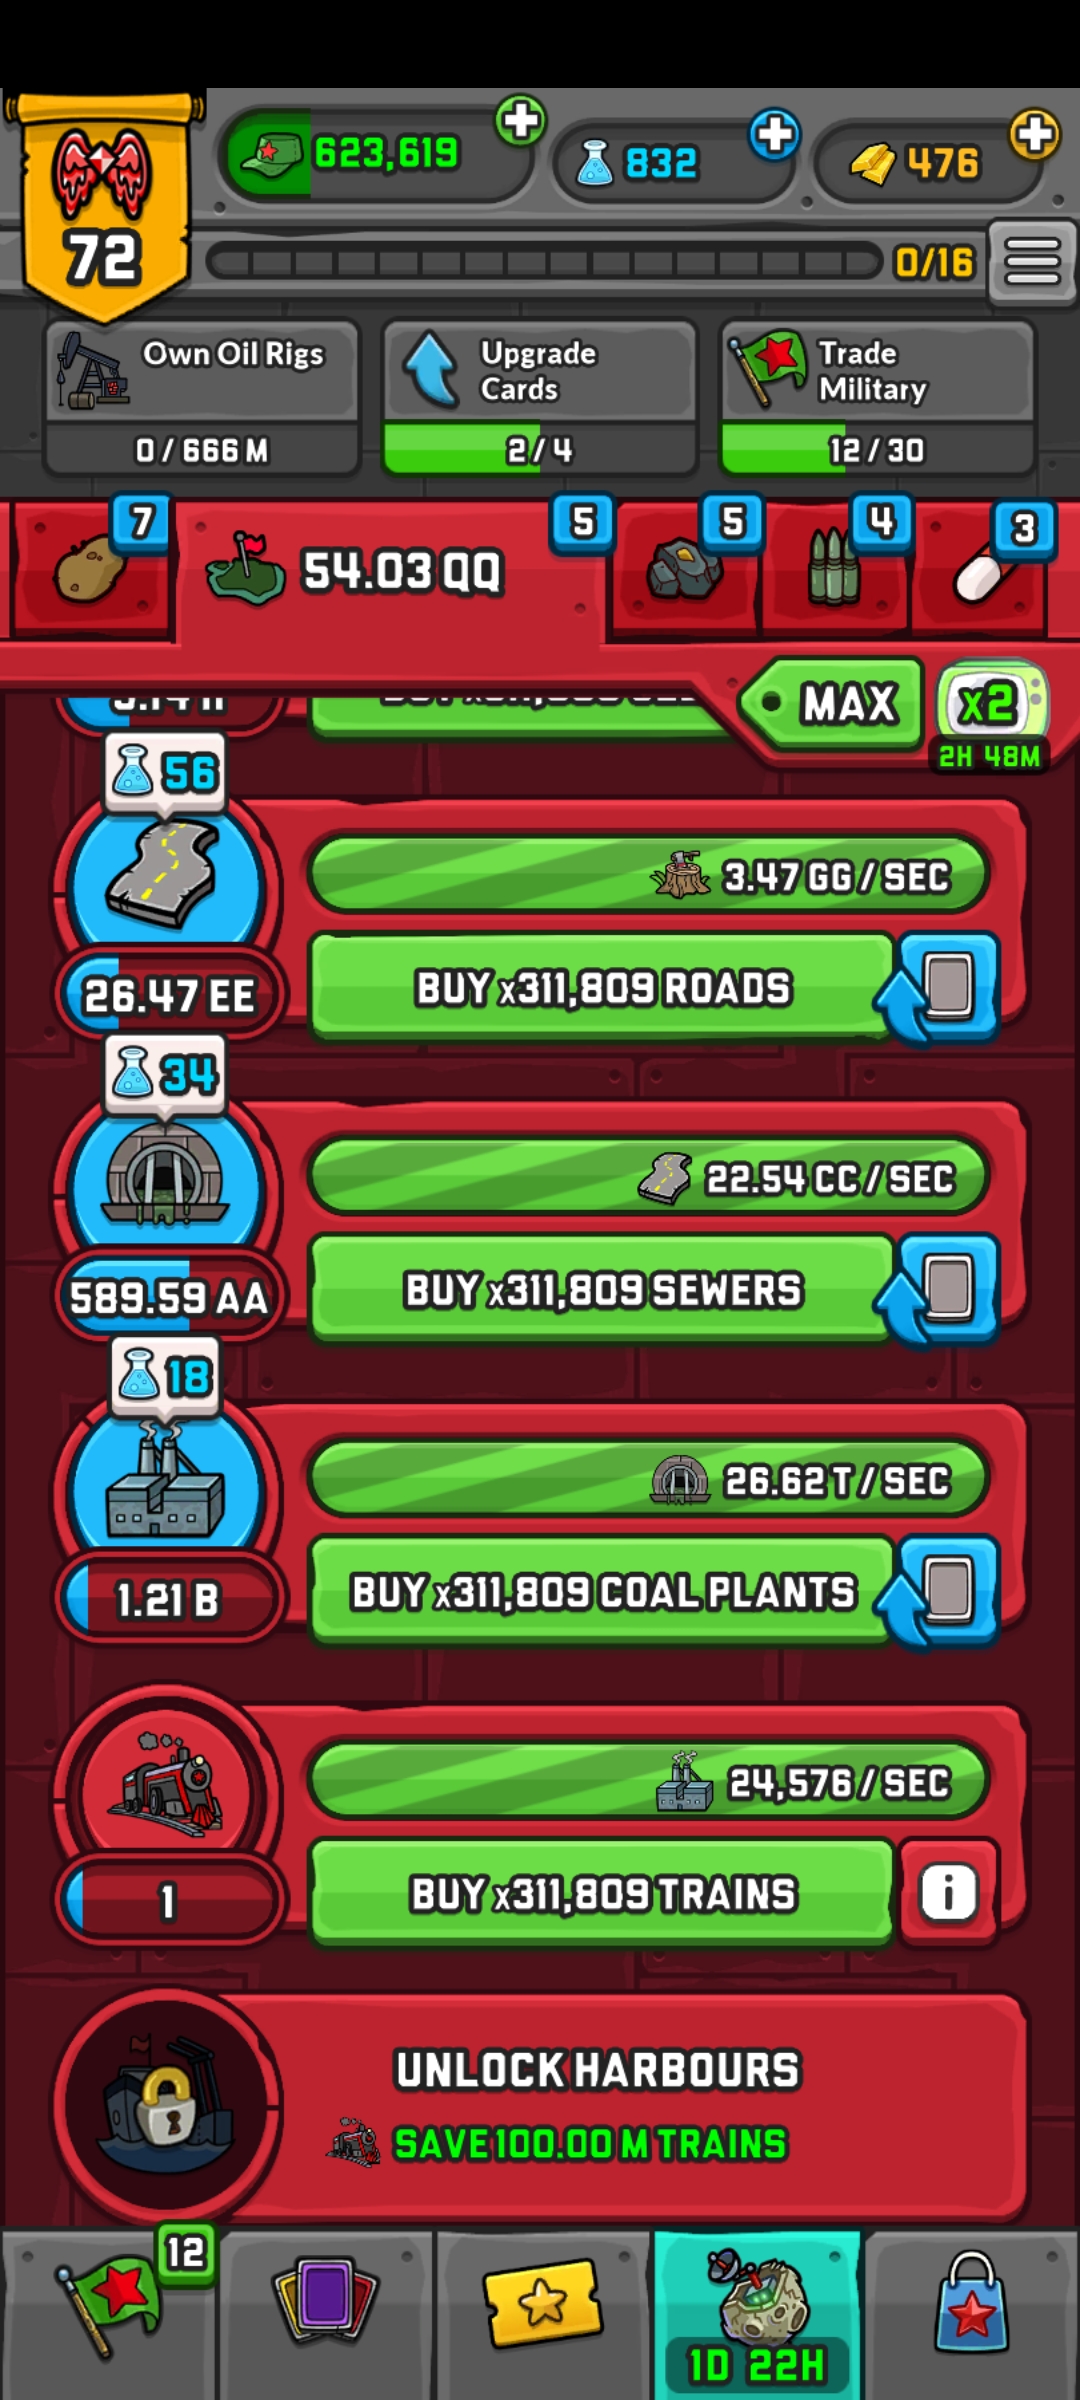 72
623,619
832
476
0/16
Own Oil Rigs
0 / 666 M
Upgrade
Cards
2 / 4
Trade
Military
12 / 30
7
54.03 QQ
5
5
4
3
MAX
x2
2H 48M
56
3.47 GG / SEC
26.47 EE
BUY x311,809 ROADS
34
22.54 CC / SEC
589.59 AA
BUY x311,809 SEWERS
18
26.62 T / SEC
1.21 B
BUY x311,809 COAL PLANTS
24,576 / SEC
1
BUY x311,809 TRAINS
i
UNLOCK HARBOURS
SAVE 100.00 M TRAINS
12
1D 22H